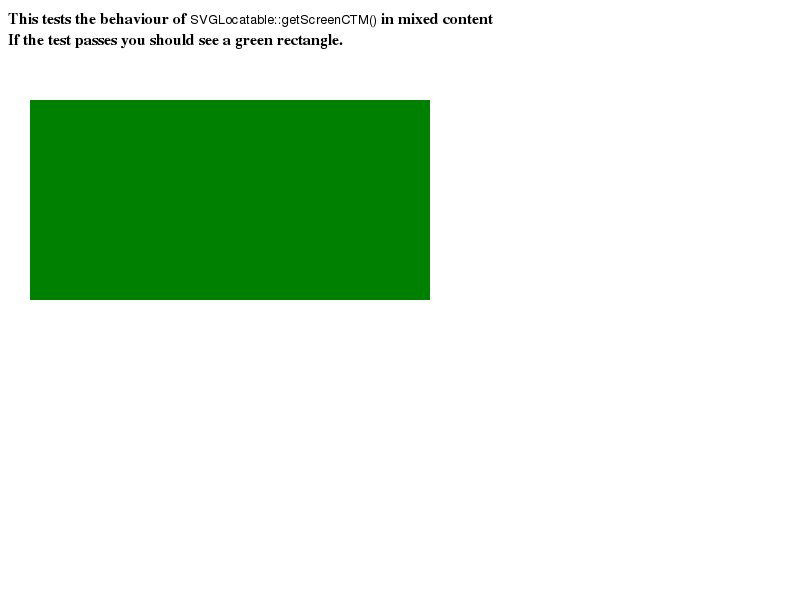 This tests the behaviour of SVGLocatable::getScreenCTM() in mixed content
If the test passes you should see a green rectangle.